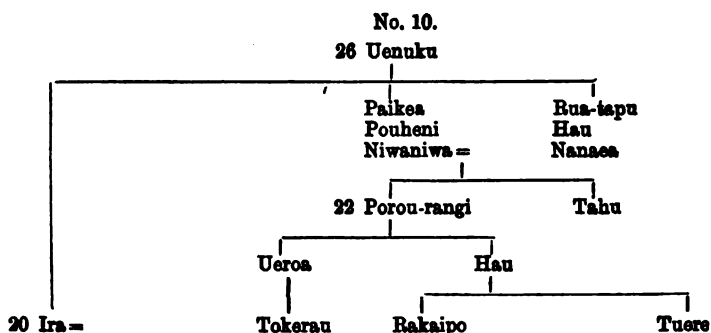 No. 10.
26 Uenuku
Paikea Rua-tapu
Pouheni Hau
Niwaniwa = Nanaea
22 Porou-rangi Tahu
Ueroa Hau
20 Ira = Tokerau Rakaipo Tuere